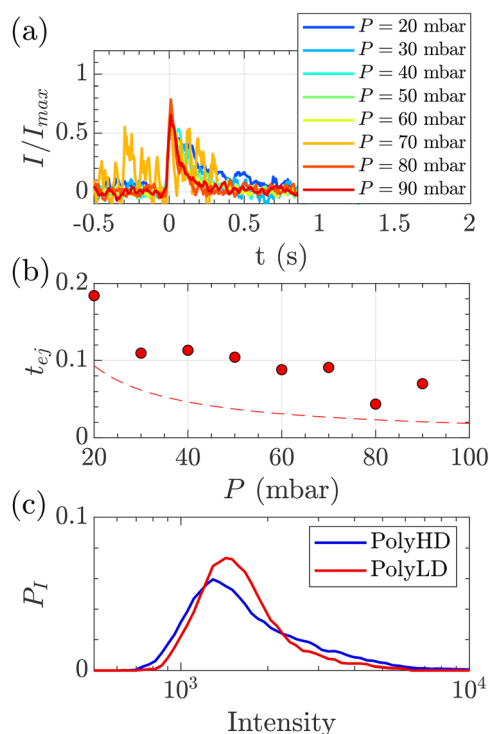 (a)
I/I_max
1
0.5
0
-0.5
0
0.5
1
1.5
2
t (s)
P = 20 mbar
P = 30 mbar
P = 40 mbar
P = 50 mbar
P = 60 mbar
P = 70 mbar
P = 80 mbar
P = 90 mbar
(b)
t_ej
0.2
0.1
0
20
40
60
80
100
P (mbar)
(c)
P_I
0.1
0
10^3
10^4
Intensity
PolyHD
PolyLD